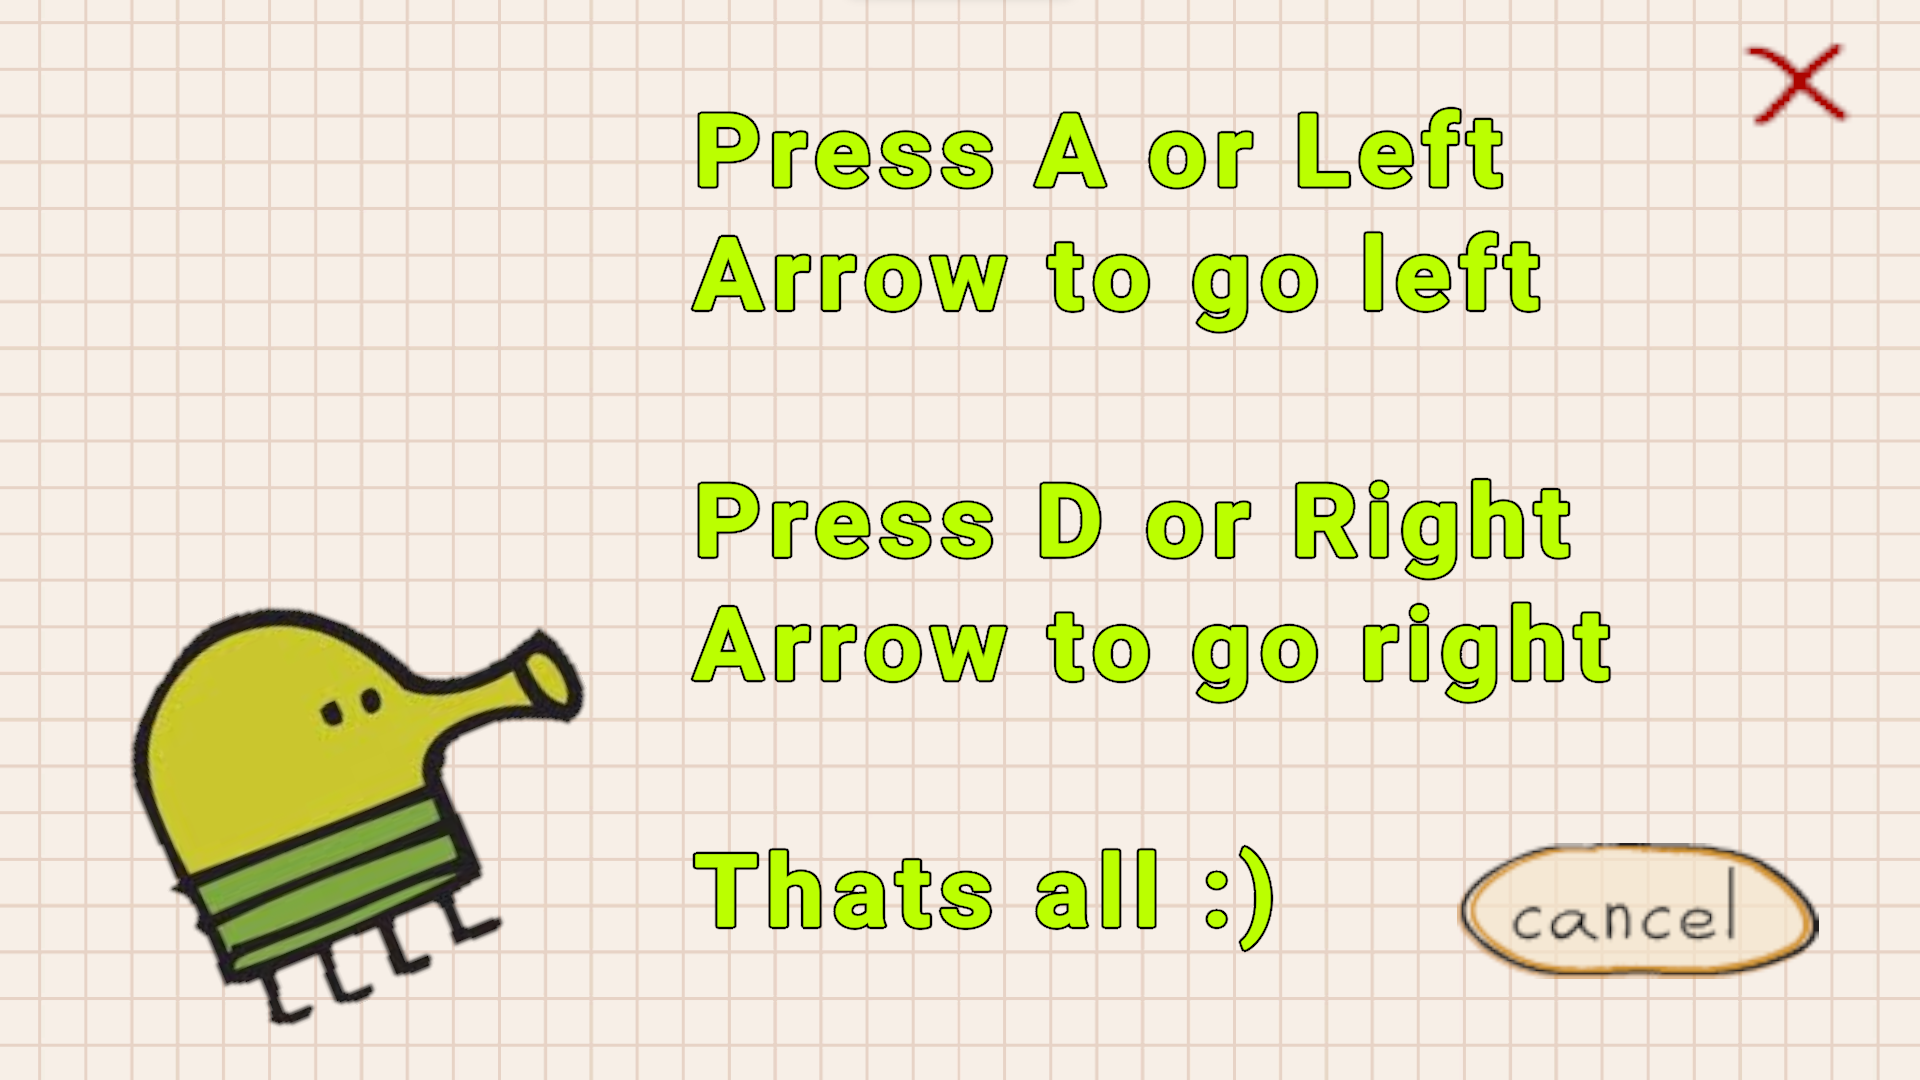 Press A or Left
Arrow to go left
Press D or Right
Arrow to go right
Thats all :)
cancel